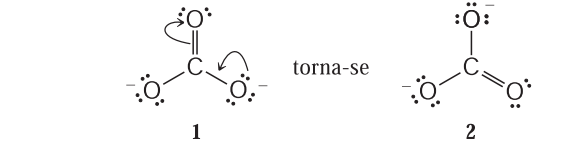 O O⁻
C torna-se C
⁻O O⁻ ⁻O O
1 2